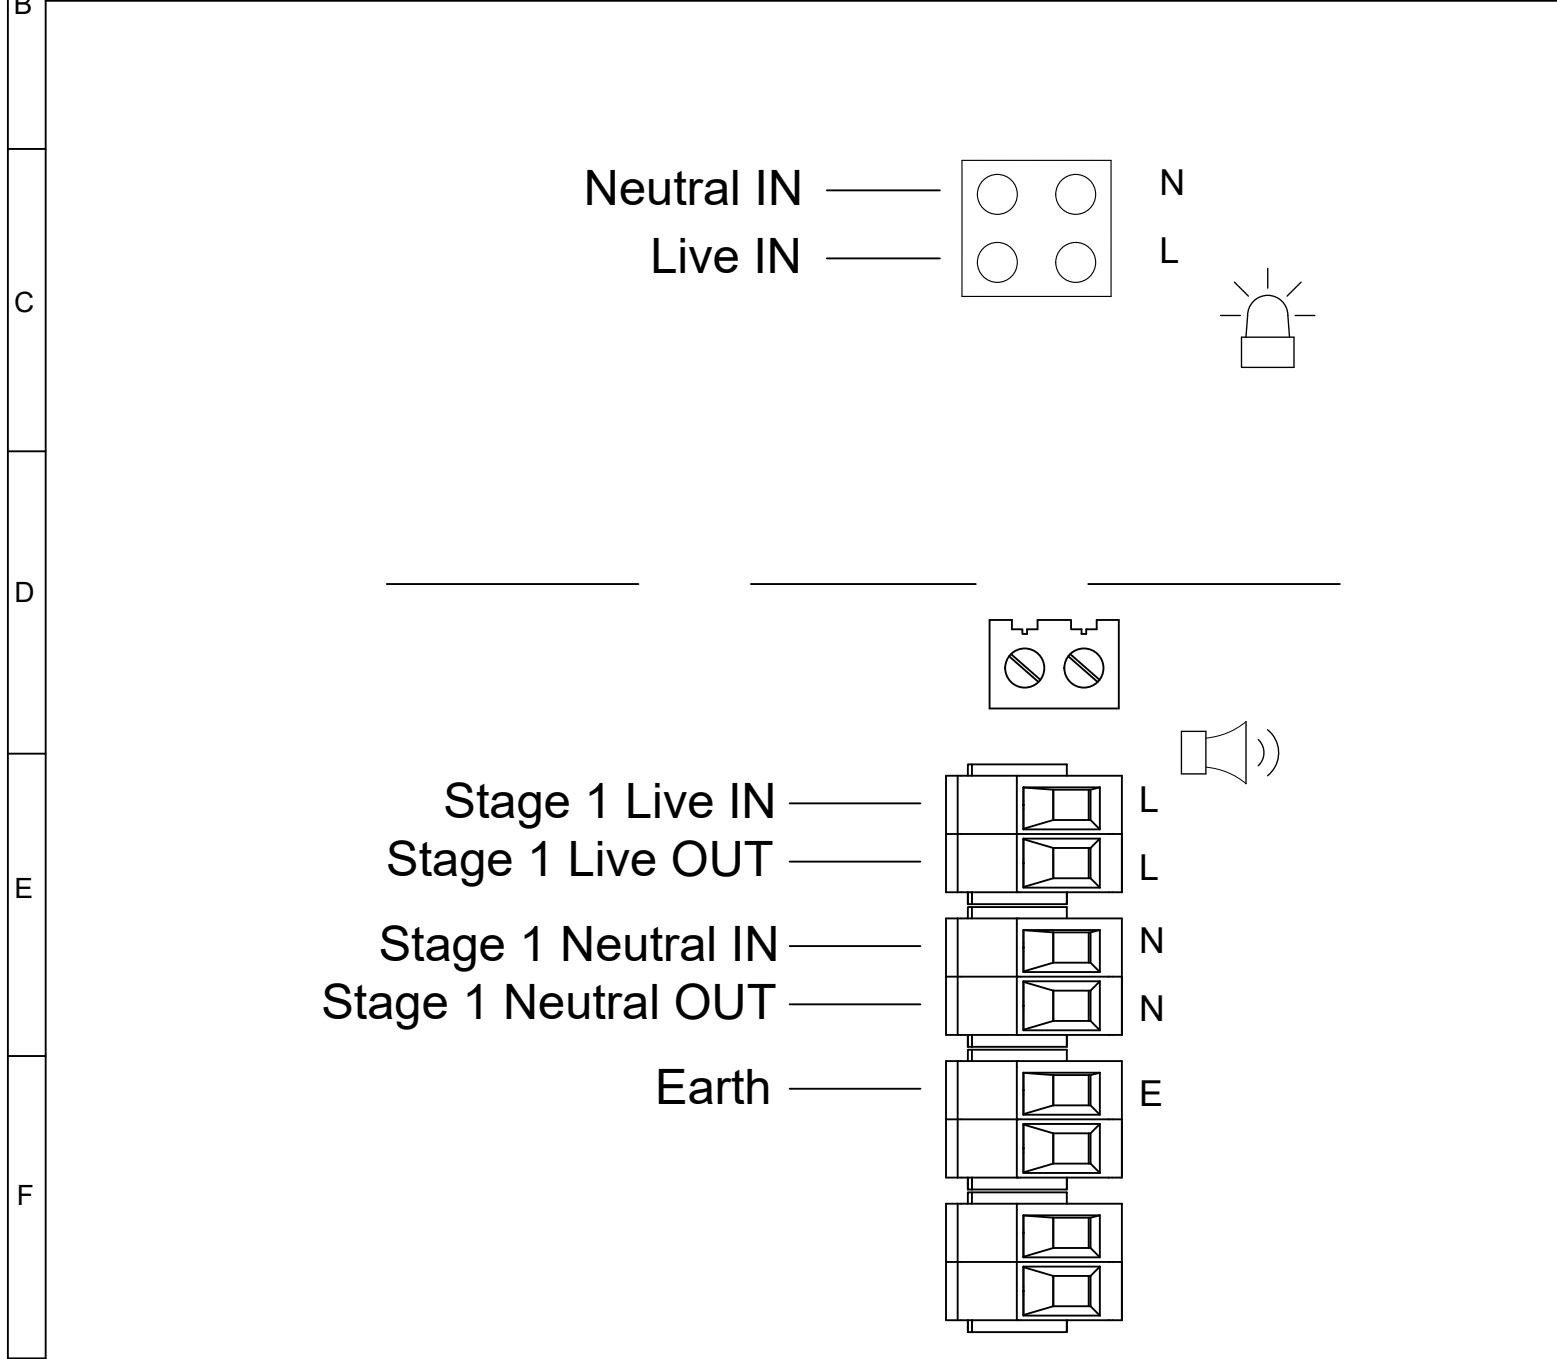 B
Neutral IN N
Live IN L
C
D
Stage 1 Live IN L
Stage 1 Live OUT L
E
Stage 1 Neutral IN N
Stage 1 Neutral OUT N
Earth E
F